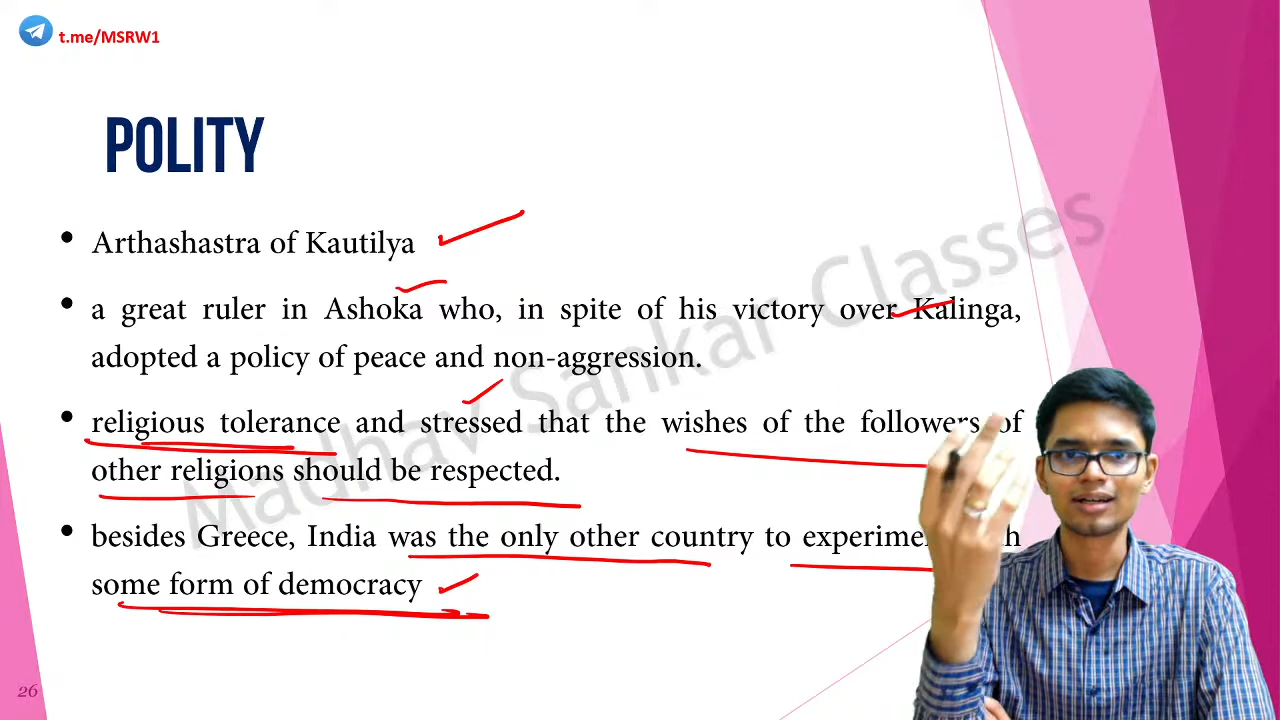 t.me/MSRW1
POLITY
• Arthashastra of Kautilya
• a great ruler in Ashoka who, in spite of his victory over Kalinga,
adopted a policy of peace and non-aggression.
• religious tolerance and stressed that the wishes of the followers of
other religions should be respected.
• besides Greece, India was the only other country to
some form of democracy
Madhav Sankar Classes
26